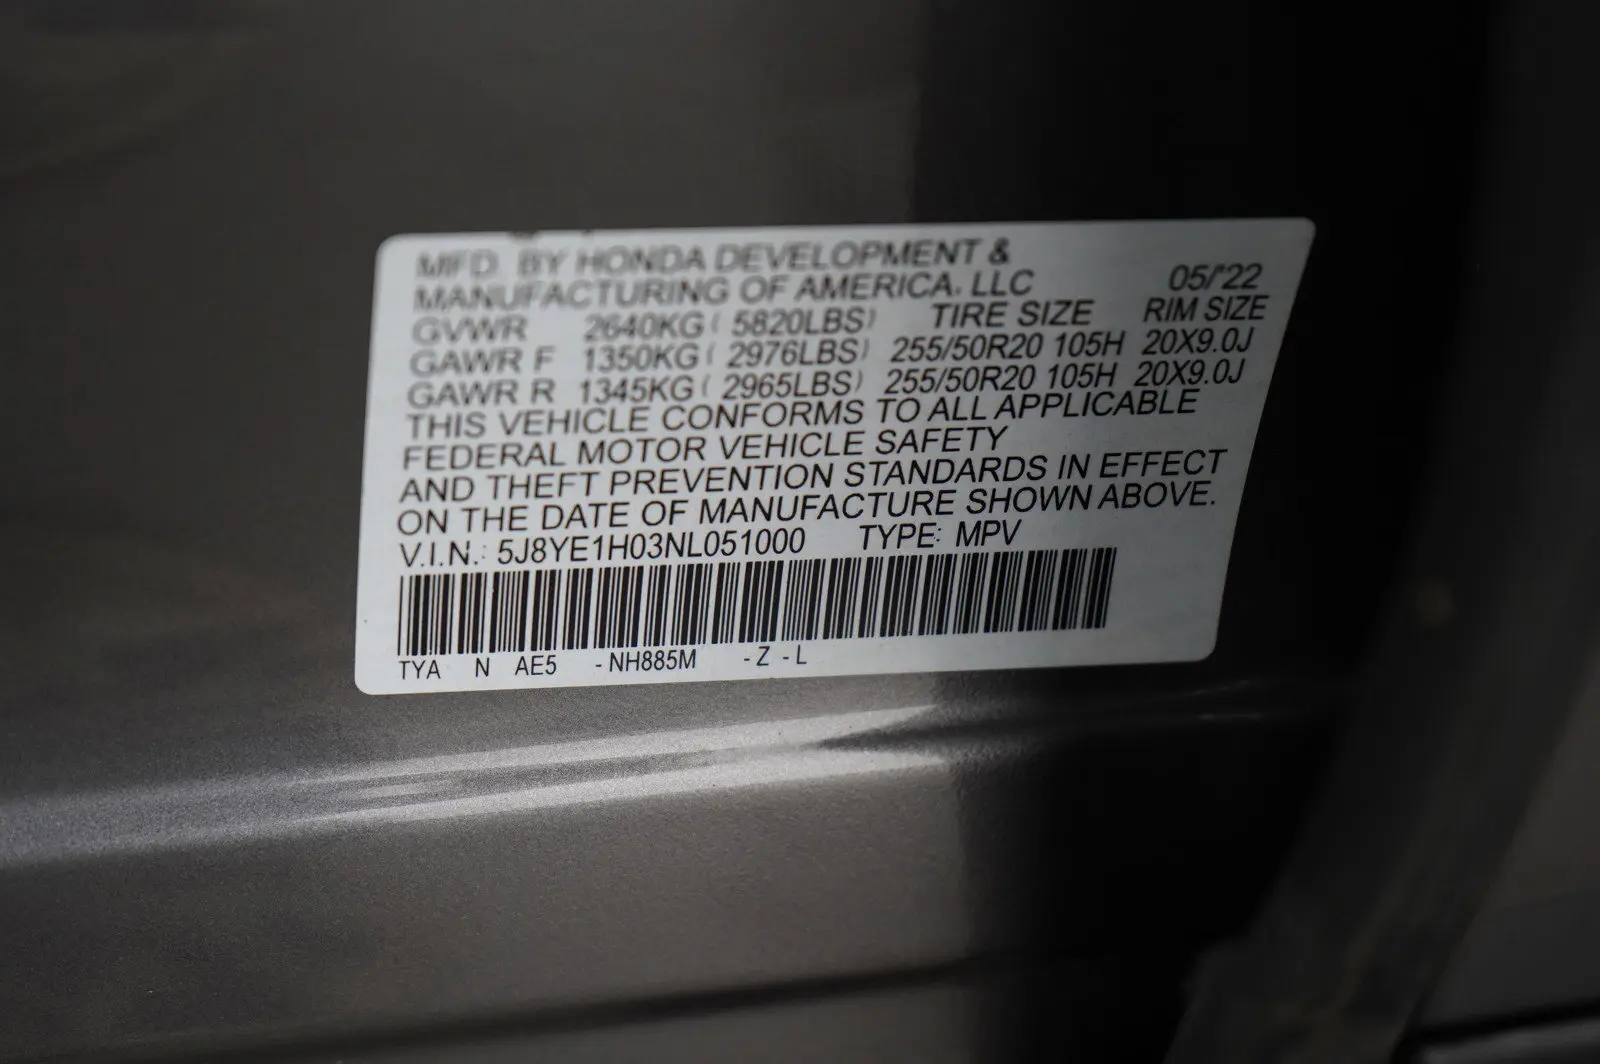 MFD. BY HONDA DEVELOPMENT &
MANUFACTURING OF AMERICA, LLC 05/'22
GVWR 2640KG ( 5820LBS) TIRE SIZE RIM SIZE
GAWR F 1350KG ( 2976LBS) 255/50R20 105H 20X9.0J
GAWR R 1345KG ( 2965LBS) 255/50R20 105H 20X9.0J
THIS VEHICLE CONFORMS TO ALL APPLICABLE
FEDERAL MOTOR VEHICLE SAFETY
AND THEFT PREVENTION STANDARDS IN EFFECT
ON THE DATE OF MANUFACTURE SHOWN ABOVE.
V.I.N.: 5J8YE1H03NL051000 TYPE: MPV
TYA N AE5 -NH885M -Z -L